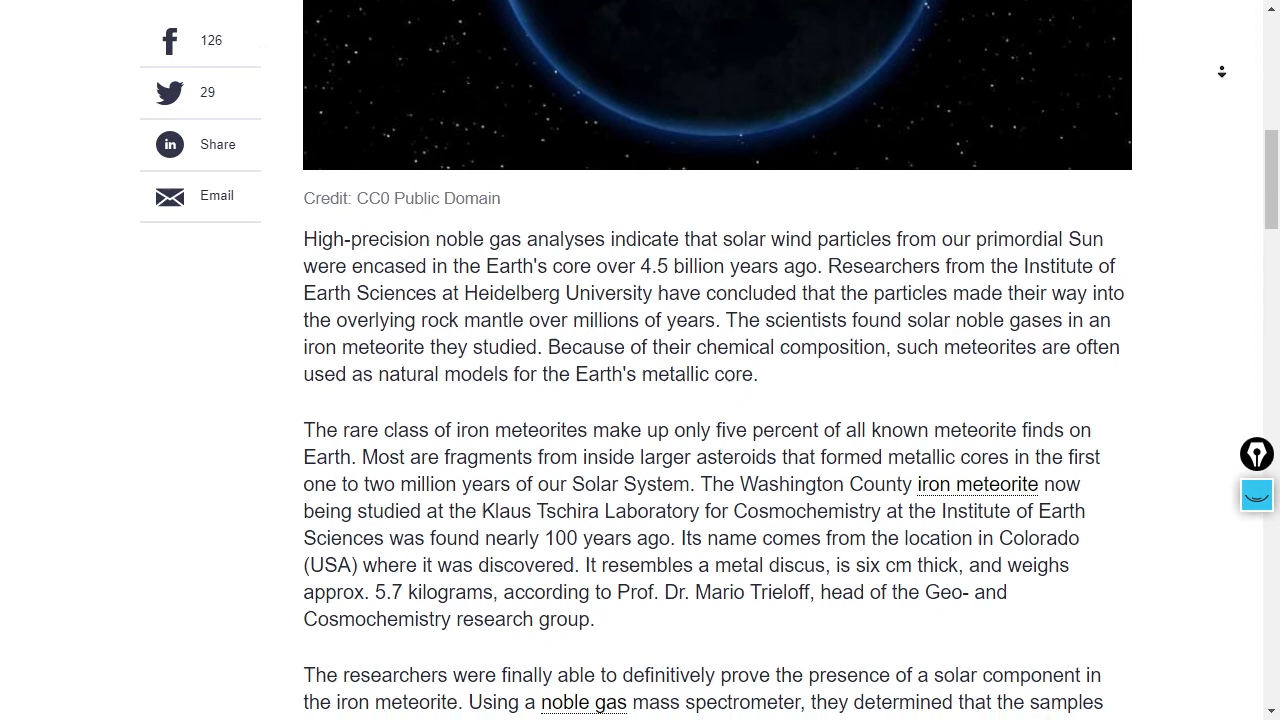 126
29
in
Share
Email
Credit: CC0 Public Domain
High-precision noble gas analyses indicate that solar wind particles from our primordial Sun
were encased in the Earth's core over 4.5 billion years ago. Researchers from the Institute of
Earth Sciences at Heidelberg University have concluded that the particles made their way into
the overlying rock mantle over millions of years. The scientists found solar noble gases in an
iron meteorite they studied. Because of their chemical composition, such meteorites are often
used as natural models for the Earth's metallic core.
The rare class of iron meteorites make up only five percent of all known meteorite finds on
Earth. Most are fragments from inside larger asteroids that formed metallic cores in the first
one to two million years of our Solar System. The Washington County iron meteorite now
being studied at the Klaus Tschira Laboratory for Cosmochemistry at the Institute of Earth
Sciences was found nearly 100 years ago. Its name comes from the location in Colorado
(USA) where it was discovered. It resembles a metal discus, is six cm thick, and weighs
approx. 5.7 kilograms, according to Prof. Dr. Mario Trieloff, head of the Geo- and
Cosmochemistry research group.
The researchers were finally able to definitively prove the presence of a solar component in
the iron meteorite. Using a noble gas mass spectrometer, they determined that the samples